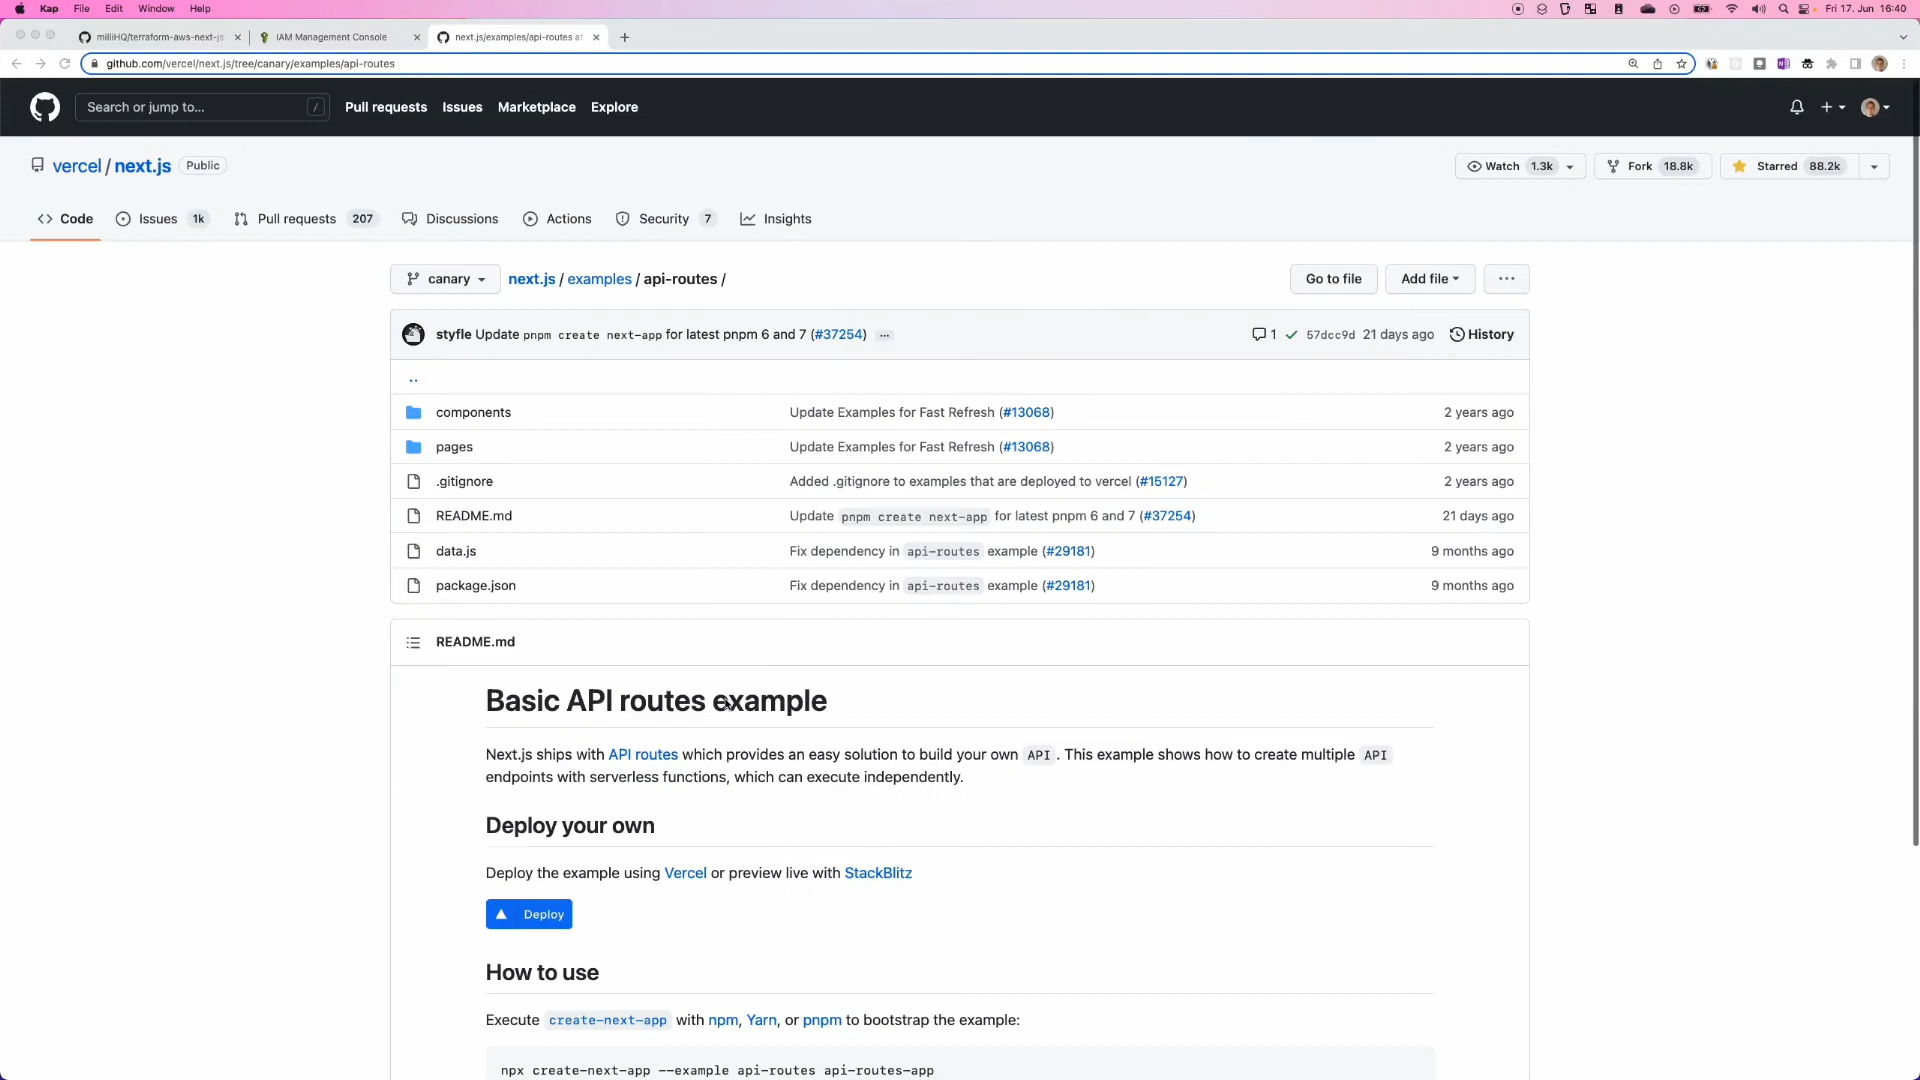 Kap File Edit Window Help
Fri 17. Jun 16:40
milliHQ/terraform-aws-next-js
IAM Management Console
next.js/examples/api-routes at
github.com/vercel/next.js/tree/canary/examples/api-routes
Search or jump to... /
Pull requests Issues Marketplace Explore
vercel / next.js Public
Watch 1.3k
Fork 18.8k
Starred 88.2k
Code Issues 1k Pull requests 207 Discussions Actions Security 7 Insights
canary next.js / examples / api-routes / Go to file Add file ...
styfle Update pnpm create next-app for latest pnpm 6 and 7 (#37254) ... 1 57dcc9d 21 days ago History
..
components Update Examples for Fast Refresh (#13068) 2 years ago
pages Update Examples for Fast Refresh (#13068) 2 years ago
.gitignore Added .gitignore to examples that are deployed to vercel (#15127) 2 years ago
README.md Update pnpm create next-app for latest pnpm 6 and 7 (#37254) 21 days ago
data.js Fix dependency in api-routes example (#29181) 9 months ago
package.json Fix dependency in api-routes example (#29181) 9 months ago
README.md
Basic API routes example
Next.js ships with API routes which provides an easy solution to build your own API. This example shows how to create multiple API
endpoints with serverless functions, which can execute independently.
Deploy your own
Deploy the example using Vercel or preview live with StackBlitz
Deploy
How to use
Execute create-next-app with npm, Yarn, or pnpm to bootstrap the example:
npx create-next-app --example api-routes api-routes-app